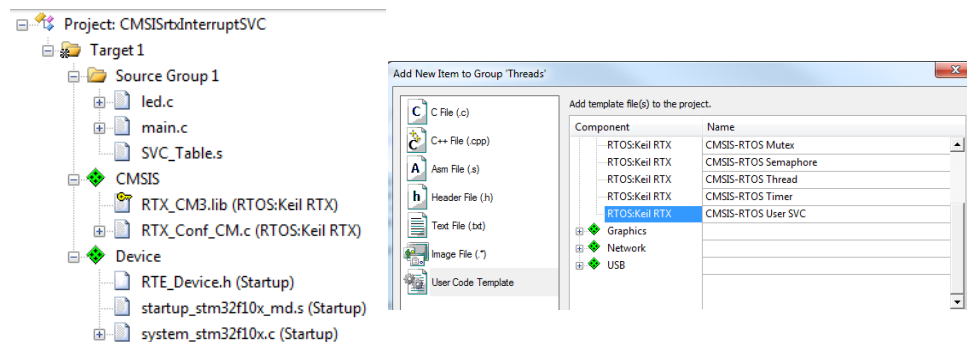 Project: CMSISrtxInterruptSVC
Target 1
Source Group 1
led.c
main.c
SVC_Table.s
CMSIS
RTX_CM3.lib (RTOS:Keil RTX)
RTX_Conf_CM.c (RTOS:Keil RTX)
Device
RTE_Device.h (Startup)
startup_stm32f10x_md.s (Startup)
system_stm32f10x.c (Startup)
Add New Item to Group 'Threads'
C File (.c)
C++ File (.cpp)
Asm File (.s)
Header File (.h)
Text File (.txt)
Image File (.*)
User Code Template
Add template file(s) to the project.
Component Name
RTOS:Keil RTX CMSIS-RTOS Mutex
RTOS:Keil RTX CMSIS-RTOS Semaphore
RTOS:Keil RTX CMSIS-RTOS Thread
RTOS:Keil RTX CMSIS-RTOS Timer
RTOS:Keil RTX CMSIS-RTOS User SVC
Graphics
Network
USB